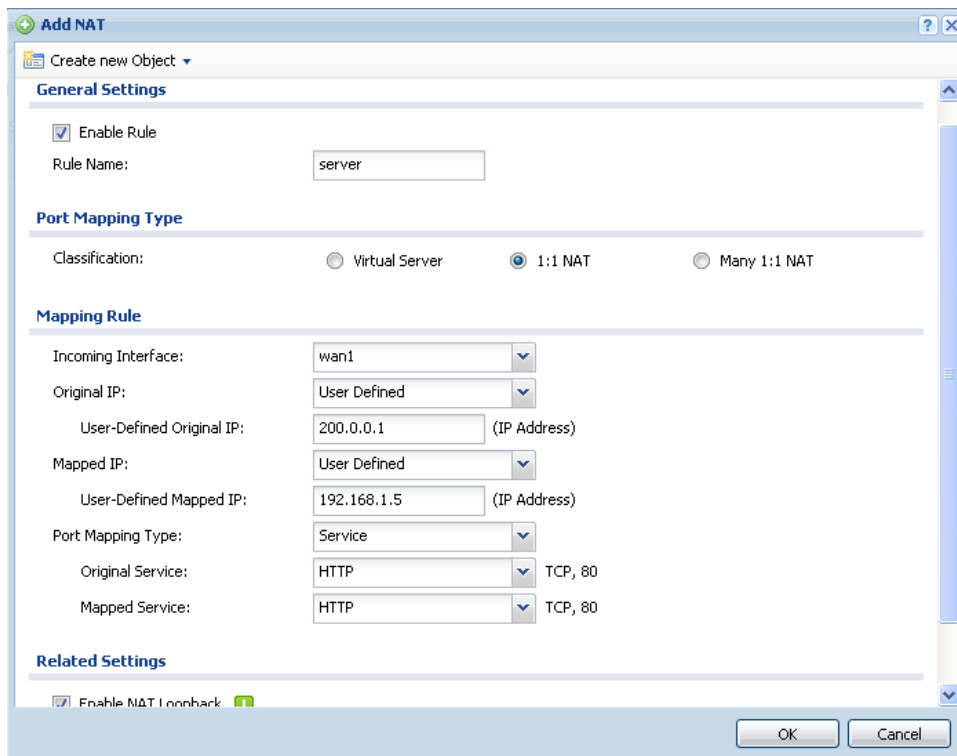 Add NAT
Create new Object
General Settings
Enable Rule
Rule Name: server
Port Mapping Type
Classification: Virtual Server 1:1 NAT Many 1:1 NAT
Mapping Rule
Incoming Interface: wan1
Original IP: User Defined
User-Defined Original IP: 200.0.0.1 (IP Address)
Mapped IP: User Defined
User-Defined Mapped IP: 192.168.1.5 (IP Address)
Port Mapping Type: Service
Original Service: HTTP TCP, 80
Mapped Service: HTTP TCP, 80
Related Settings
Enable NAT Loopback
OK Cancel